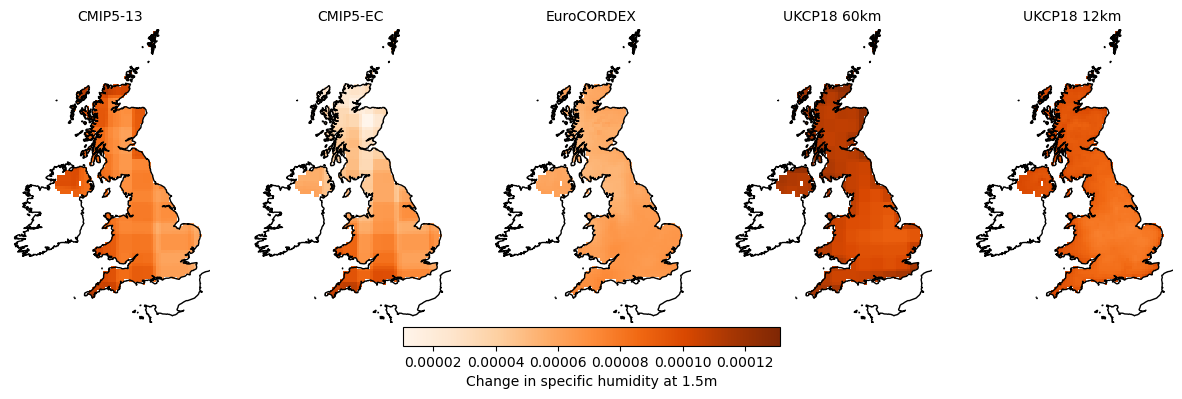 CMIP5-13 CMIP5-EC EuroCORDEX UKCP18 60km UKCP18 12km
0.00002 0.00004 0.00006 0.00008 0.00010 0.00012
Change in specific humidity at 1.5m